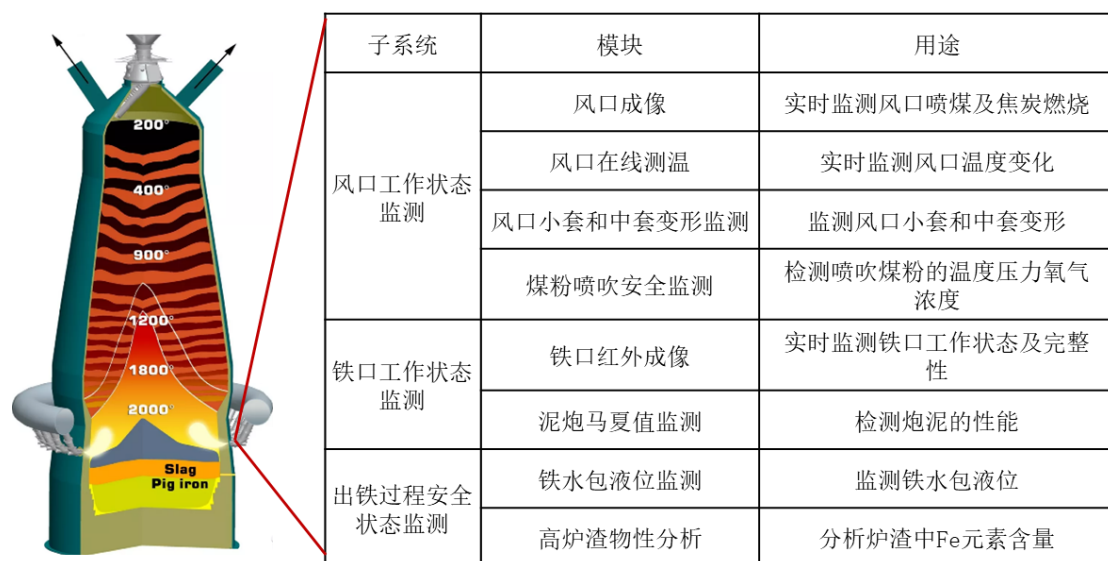 200°
400°
900°
1200°
1800°
2000°
Slag
Pig iron
子系统 模块 用途
风口工作状态
监测
风口成像 实时监测风口喷煤及焦炭燃烧
风口在线测温 实时监测风口温度变化
风口小套和中套变形监测 监测风口小套和中套变形
煤粉喷吹安全监测 检测喷吹煤粉的温度压力氧气
浓度
铁口工作状态
监测
铁口红外成像 实时监测铁口工作状态及完整
性
泥炮马夏值监测 检测炮泥的性能
出铁过程安全
状态监测
铁水包液位监测 监测铁水包液位
高炉渣物性分析 分析炉渣中Fe元素含量